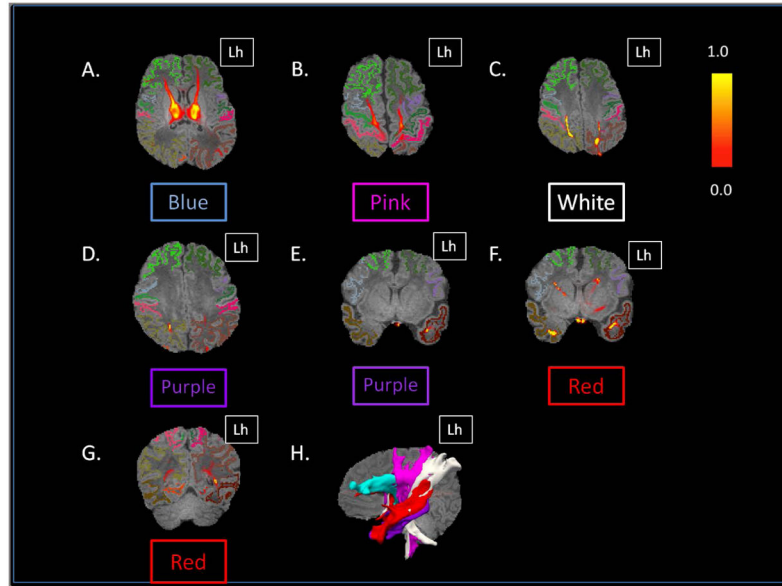 A. Lh
B. Lh
C. Lh
1.0
0.0
Blue
Pink
White
D. Lh
E. Lh
F. Lh
Purple
Purple
Red
G. Lh
H. Lh
Red